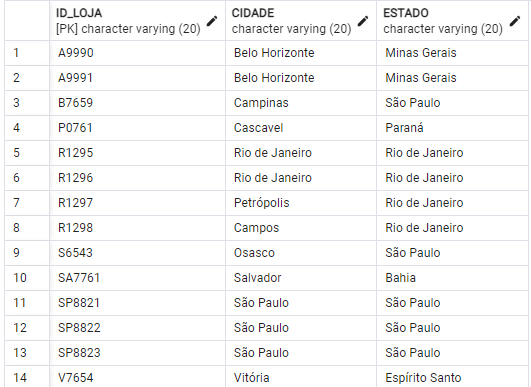 ID_LOJA CIDADE ESTADO
[PK] character varying (20) character varying (20) character varying (20)
1 A9990 Belo Horizonte Minas Gerais
2 A9991 Belo Horizonte Minas Gerais
3 B7659 Campinas São Paulo
4 P0761 Cascavel Paraná
5 R1295 Rio de Janeiro Rio de Janeiro
6 R1296 Rio de Janeiro Rio de Janeiro
7 R1297 Petrópolis Rio de Janeiro
8 R1298 Campos Rio de Janeiro
9 S6543 Osasco São Paulo
10 SA7761 Salvador Bahia
11 SP8821 São Paulo São Paulo
12 SP8822 São Paulo São Paulo
13 SP8823 São Paulo São Paulo
14 V7654 Vitória Espírito Santo